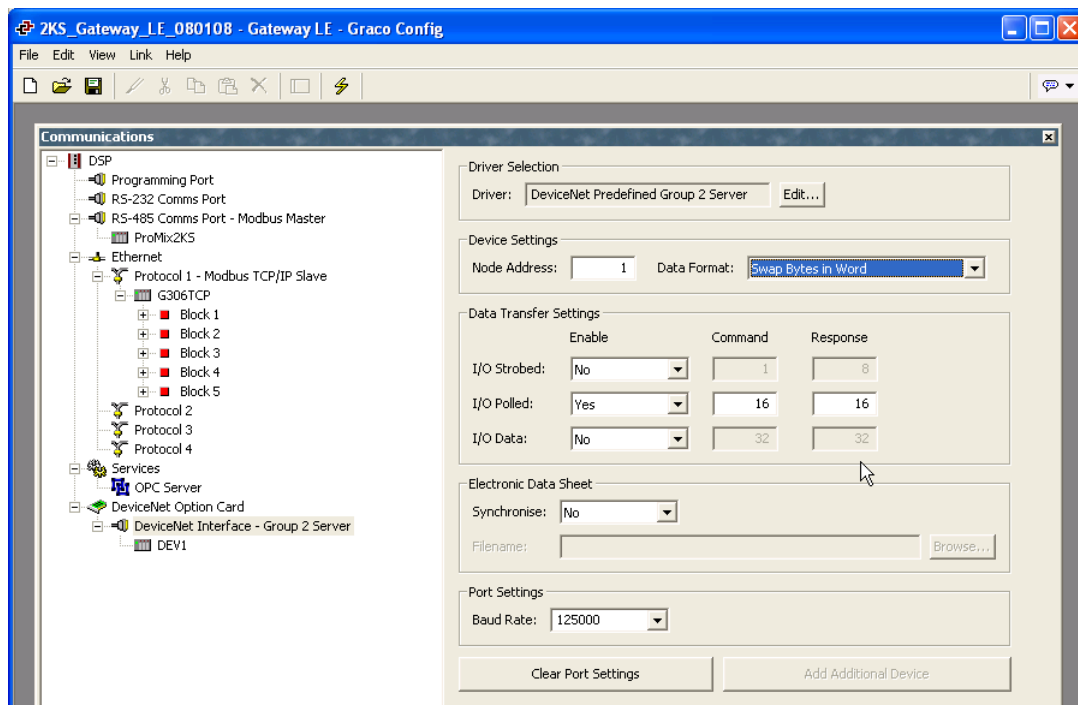 2KS_Gateway_LE_080108 - Gateway LE - Graco Config
File Edit View Link Help
Communications
DSP
Programming Port
RS-232 Comms Port
RS-485 Comms Port - Modbus Master
ProMix2KS
Ethernet
Protocol 1 - Modbus TCP/IP Slave
G306TCP
Block 1
Block 2
Block 3
Block 4
Block 5
Protocol 2
Protocol 3
Protocol 4
Services
OPC Server
DeviceNet Option Card
DeviceNet Interface - Group 2 Server
DEV1
Driver Selection
Driver: DeviceNet Predefined Group 2 Server Edit...
Device Settings
Node Address: 1 Data Format: Swap Bytes in Word
Data Transfer Settings
Enable Command Response
I/O Strobed: No 1 8
I/O Polled: Yes 16 16
I/O Data: No 32 32
Electronic Data Sheet
Synchronise: No
Filename: Browse...
Port Settings
Baud Rate: 125000
Clear Port Settings Add Additional Device